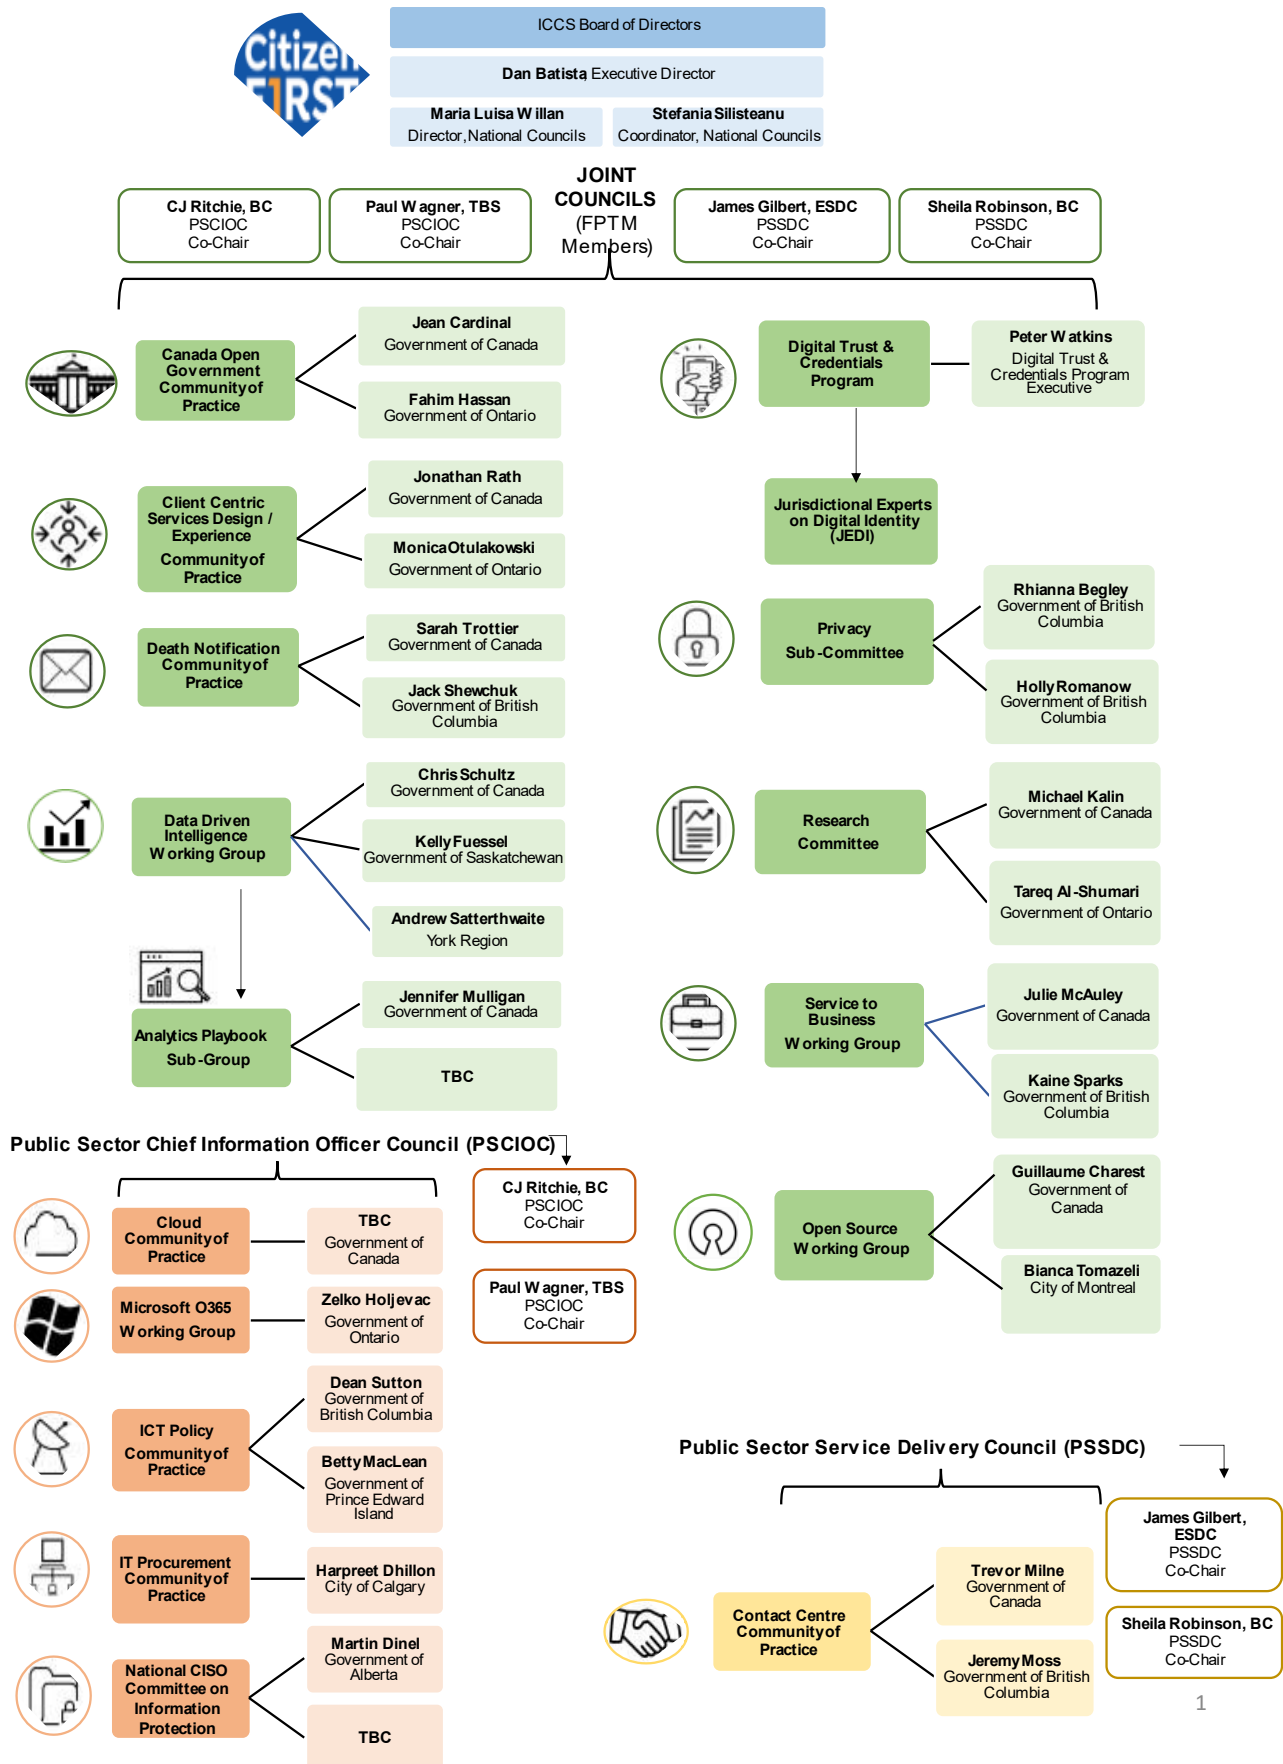 Citizen
F1RST
ICCS Board of Directors
Dan Batista, Executive Director
Maria Luisa Willan
Director, National Councils
Stefania Silisteanu
Coordinator, National Councils
JOINT
COUNCILS
(FPTM
Members)
CJ Ritchie, BC
PSCIOC
Co-Chair
Paul Wagner, TBS
PSCIOC
Co-Chair
James Gilbert, ESDC
PSSDC
Co-Chair
Sheila Robinson, BC
PSSDC
Co-Chair
Canada Open
Government
Community of
Practice
Jean Cardinal
Government of Canada
Fahim Hassan
Government of Ontario
Client Centric
Services Design /
Experience
Community of
Practice
Jonathan Rath
Government of Canada
Monica Otulakowski
Government of Ontario
Death Notification
Community of
Practice
Sarah Trottier
Government of Canada
Jack Shewchuk
Government of British
Columbia
Data Driven
Intelligence
Working Group
Chris Schultz
Government of Canada
Kelly Fuessel
Government of Saskatchewan
Andrew Satterthwaite
York Region
Analytics Playbook
Sub-Group
Jennifer Mulligan
Government of Canada
TBC
Digital Trust &
Credentials
Program
Peter Watkins
Digital Trust &
Credentials Program
Executive
Jurisdictional Experts
on Digital Identity
(JEDI)
Privacy
Sub-Committee
Rhianna Begley
Government of British
Columbia
Holly Romanow
Government of British
Columbia
Research
Committee
Michael Kalin
Government of Canada
Tareq Al-Shumari
Government of Ontario
Service to
Business
Working Group
Julie McAuley
Government of Canada
Kaine Sparks
Government of British
Columbia
Open Source
Working Group
Guillaume Charest
Government of
Canada
Bianca Tomazeli
City of Montreal
Public Sector Chief Information Officer Council (PSCIOC)
CJ Ritchie, BC
PSCIOC
Co-Chair
Paul Wagner, TBS
PSCIOC
Co-Chair
Cloud
Community of
Practice
TBC
Government of
Canada
Microsoft O365
Working Group
Zelko Holjevac
Government of
Ontario
ICT Policy
Community of
Practice
Dean Sutton
Government of
British Columbia
Betty MacLean
Government of
Prince Edward
Island
IT Procurement
Community of
Practice
Harpreet Dhillon
City of Calgary
National CISO
Committee on
Information
Protection
Martin Dinel
Government of
Alberta
TBC
Public Sector Service Delivery Council (PSSDC)
James Gilbert,
ESDC
PSSDC
Co-Chair
Sheila Robinson, BC
PSSDC
Co-Chair
Contact Centre
Community of
Practice
Trevor Milne
Government of
Canada
Jeremy Moss
Government of British
Columbia
1